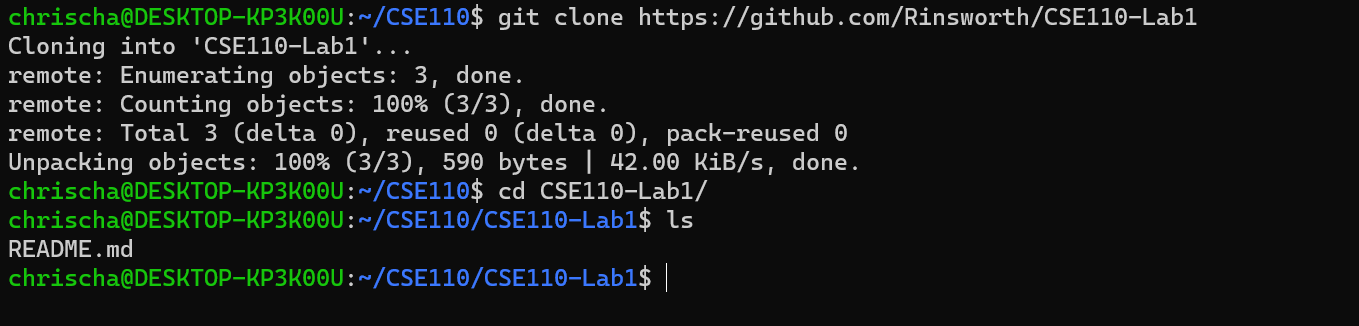 chrischa@DESKTOP-KP3K00U:~/CSE110$ git clone https://github.com/Rinsworth/CSE110-Lab1
Cloning into 'CSE110-Lab1'...
remote: Enumerating objects: 3, done.
remote: Counting objects: 100% (3/3), done.
remote: Total 3 (delta 0), reused 0 (delta 0), pack-reused 0
Unpacking objects: 100% (3/3), 590 bytes | 42.00 KiB/s, done.
chrischa@DESKTOP-KP3K00U:~/CSE110$ cd CSE110-Lab1/
chrischa@DESKTOP-KP3K00U:~/CSE110/CSE110-Lab1$ ls
README.md
chrischa@DESKTOP-KP3K00U:~/CSE110/CSE110-Lab1$